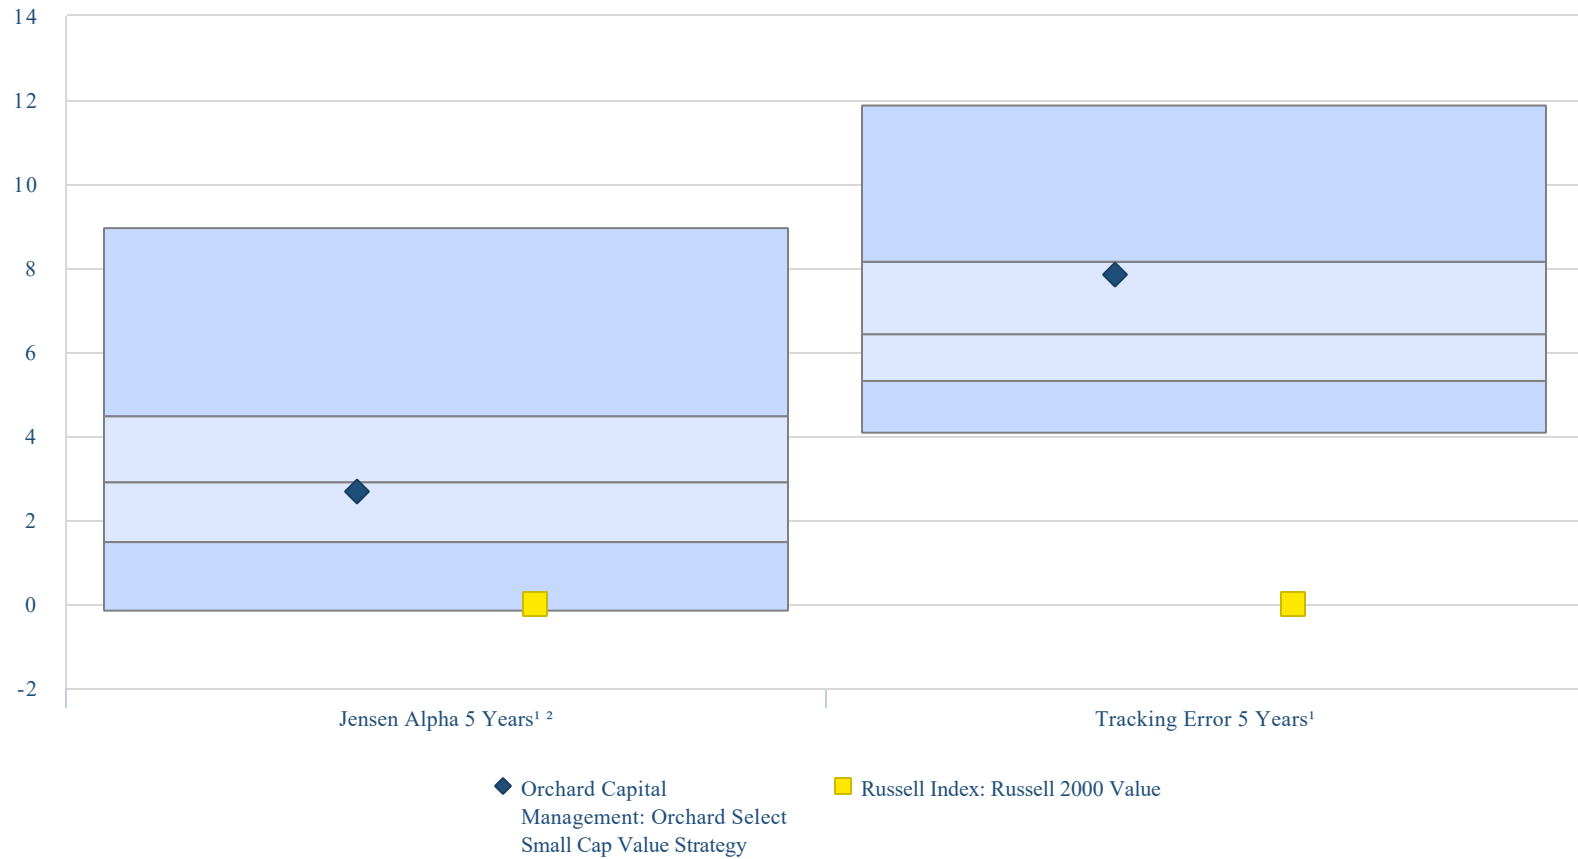 14
12
10
8
6
4
2
0
-2
Jensen Alpha 5 Years¹ ²
Tracking Error 5 Years¹
Orchard Capital
Management: Orchard Select
Small Cap Value Strategy
Russell Index: Russell 2000 Value